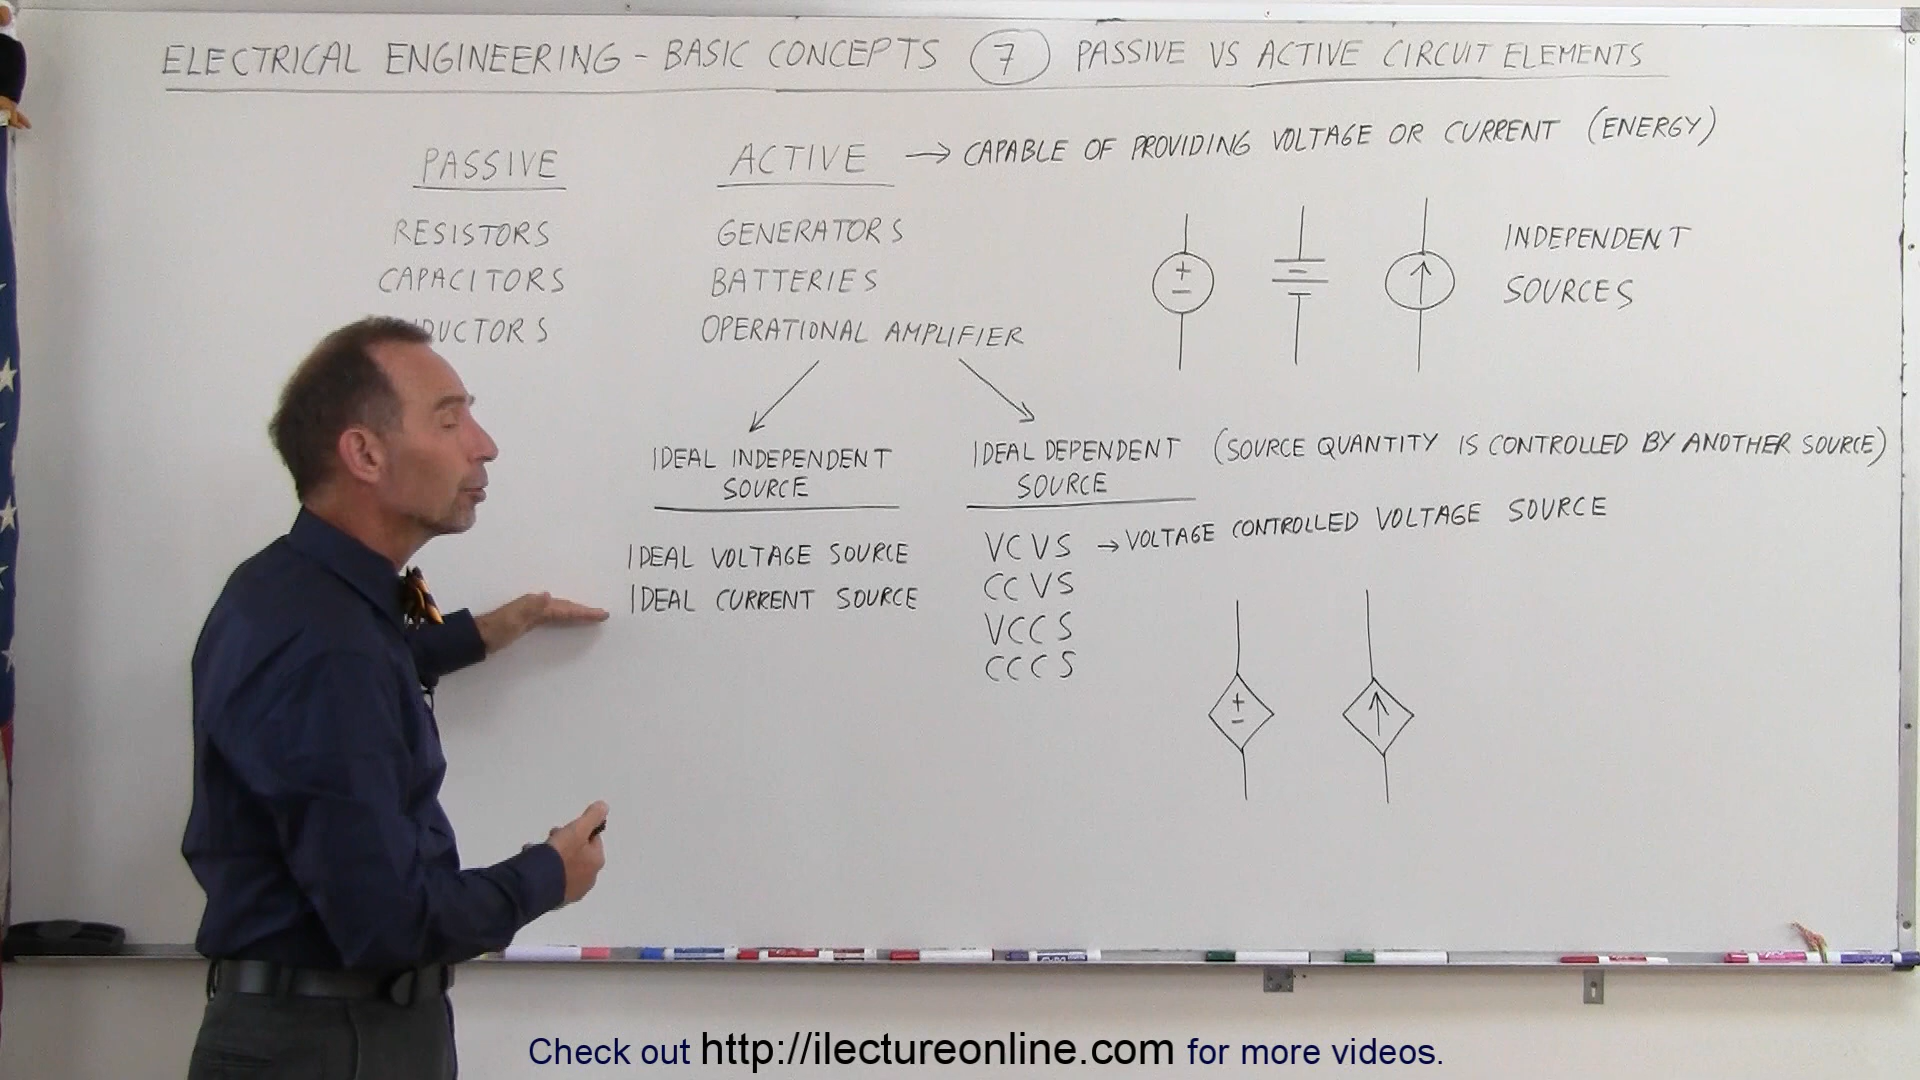 ELECTRICAL ENGINEERING - BASIC CONCEPTS 7 PASSIVE VS ACTIVE CIRCUIT ELEMENTS
PASSIVE
RESISTORS
CAPACITORS
DUCTORS
ACTIVE → CAPABLE OF PROVIDING VOLTAGE OR CURRENT (ENERGY)
GENERATORS
BATTERIES
OPERATIONAL AMPLIFIER
+
-
INDEPENDENT
SOURCES
IDEAL INDEPENDENT
SOURCE
IDEAL VOLTAGE SOURCE
IDEAL CURRENT SOURCE
IDEAL DEPENDENT (SOURCE QUANTITY IS CONTROLLED BY ANOTHER SOURCE)
SOURCE
VCVS → VOLTAGE CONTROLLED VOLTAGE SOURCE
CCVS
VCCS
CCCS
+
-
Check out http://ilectureonline.com for more videos.